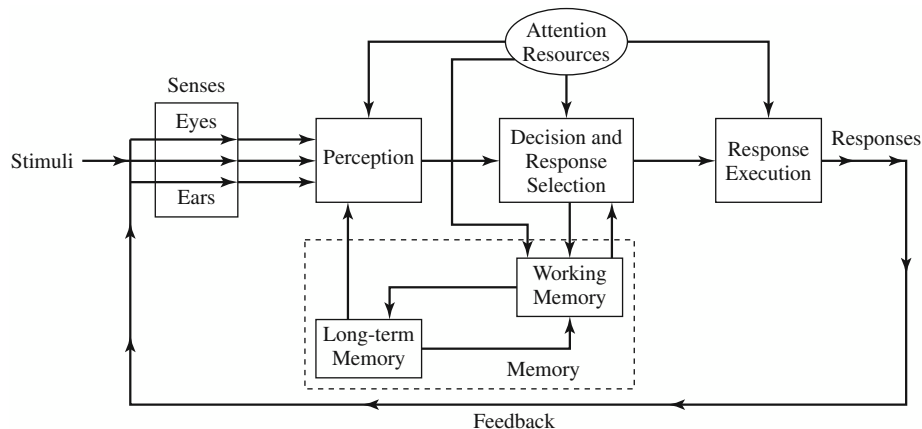 Attention
Resources
Senses
Eyes
Stimuli
Ears
Perception
Decision and
Response
Selection
Response
Execution
Responses
Working
Memory
Long-term
Memory
Memory
Feedback